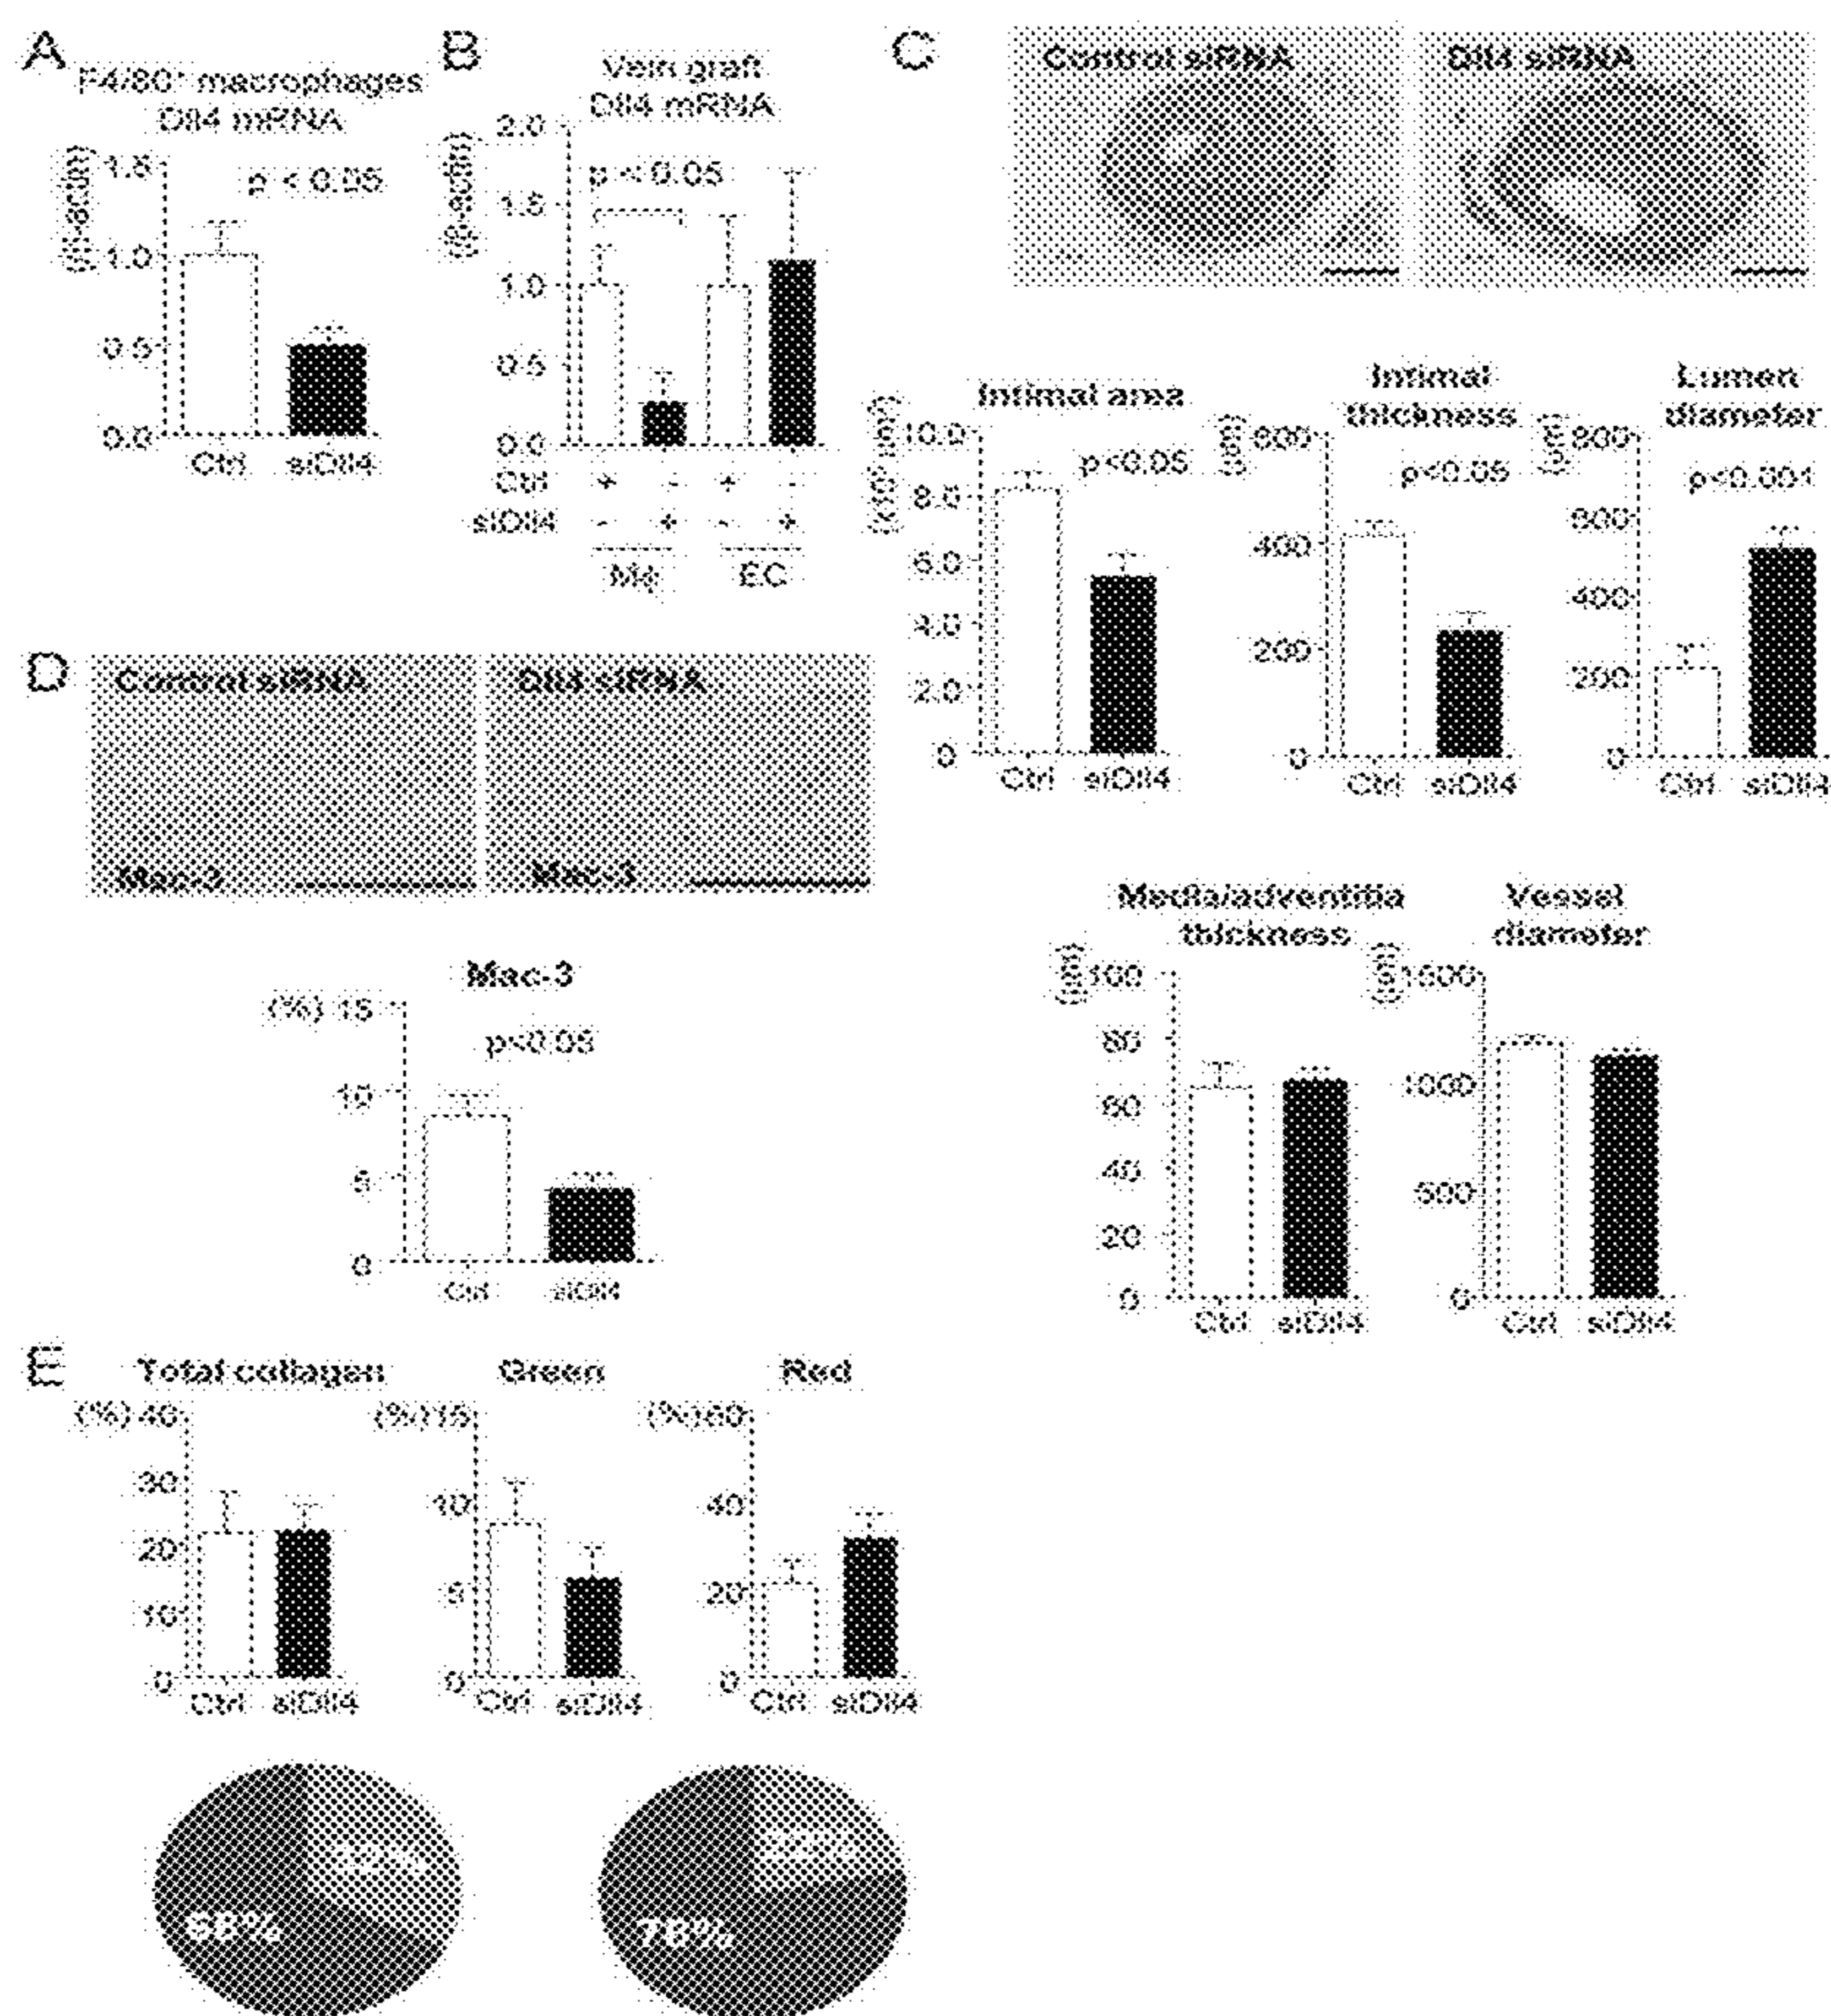 A
F4/80⁺ macrophages
Dll4 mRNA
(/β-actin)
1.5
1.0
0.5
0.0
p < 0.05
Ctrl
siDll4
B
Vein graft
Dll4 mRNA
(/β-actin)
2.0
1.5
1.0
0.5
0.0
p < 0.05
Ctrl + - + -
siDll4 - + - +
EC
C
Control siRNA
Dll4 siRNA
Intimal area
10.0
8.0
6.0
4.0
2.0
0
p<0.05
Ctrl
siDll4
Intimal
thickness
(μm)
600
400
200
0
p<0.05
Ctrl
siDll4
Lumen
diameter
(μm)
800
600
400
200
0
p<0.001
Ctrl
siDll4
Media/adventitia
thickness
(μm)
100
80
60
40
20
0
Ctrl
siDll4
Vessel
diameter
(μm)
1500
1000
500
0
Ctrl
siDll4
D
Control siRNA
Dll4 siRNA
Mac-3
Mac-3
Mac-3
(%) 15
10
5
0
p<0.05
Ctrl
siDll4
E
Total collagen
(%) 40
30
20
10
0
Ctrl
siDll4
Green
(%) 15
10
5
0
Ctrl
siDll4
Red
(%) 60
40
20
0
Ctrl
siDll4
32%
68%
22%
78%